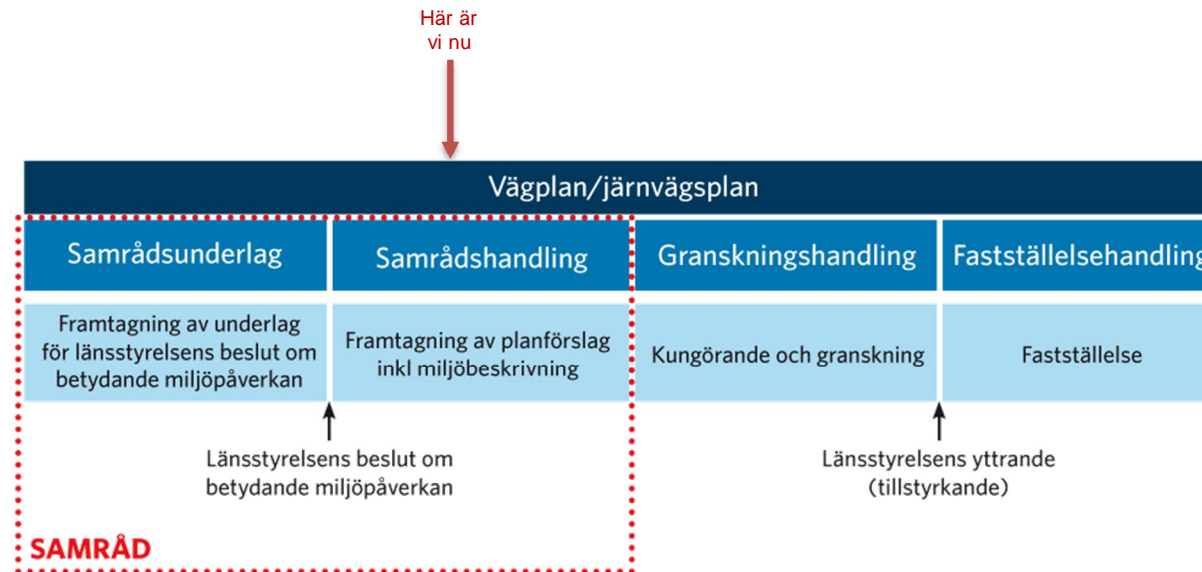 Här är
vi nu
Vägplan/järnvägsplan
Samrådsunderlag
Samrådshandling
Granskningshandling
Fastställelsehandling
Framtagning av underlag
för länsstyrelsens beslut om
betydande miljöpåverkan
Framtagning av planförslag
inkl miljöbeskrivning
Kungörande och granskning
Fastställelse
Länsstyrelsens beslut om
betydande miljöpåverkan
Länsstyrelsens yttrande
(tillstyrkande)
SAMRÅD